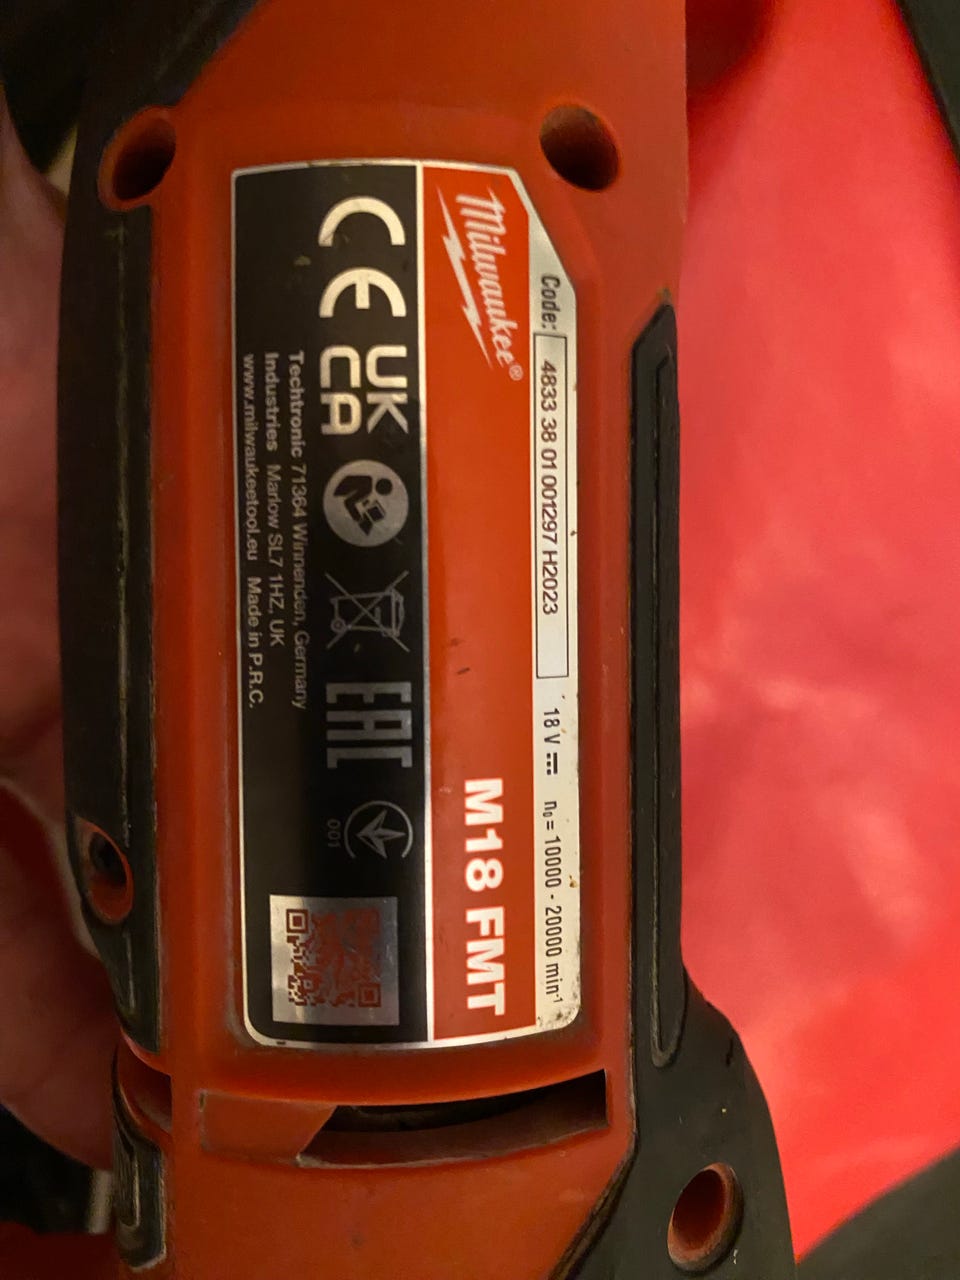 Code: 4833 38 01 001297 H2023 18 V n₀ = 10000 - 20000 min⁻¹
Milwaukee®
M18 FMT
CE UK CA EAC 001
Techtronic 71364 Winnenden, Germany
Industries Marlow SL7 1HZ, UK
www.milwaukeetool.eu Made in P.R.C.